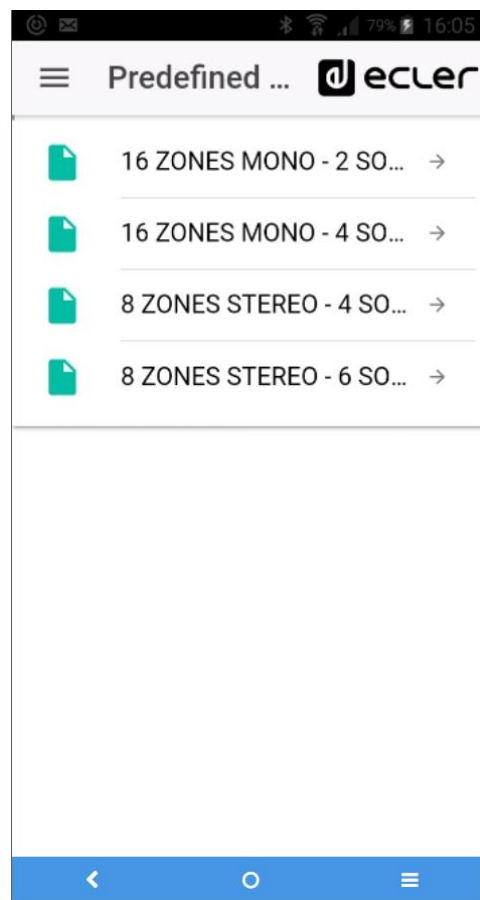 79% 16:05
Predefined ... ecler
16 ZONES MONO - 2 SO...
16 ZONES MONO - 4 SO...
8 ZONES STEREO - 4 SO...
8 ZONES STEREO - 6 SO...